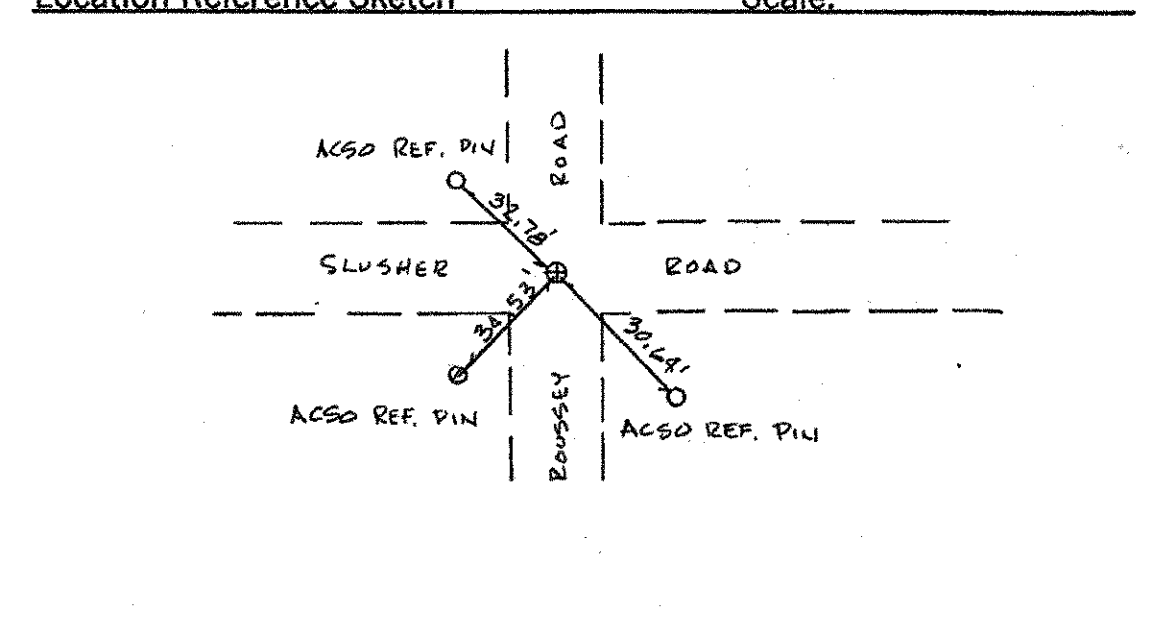 Location Reference Sketch Scale:
ROAD
ACSO REF. PIN
32.78'
SLUSHER ROAD
34.53'
30.64'
ROUSSEY
ACSO REF. PIN
ACSO REF. PIN